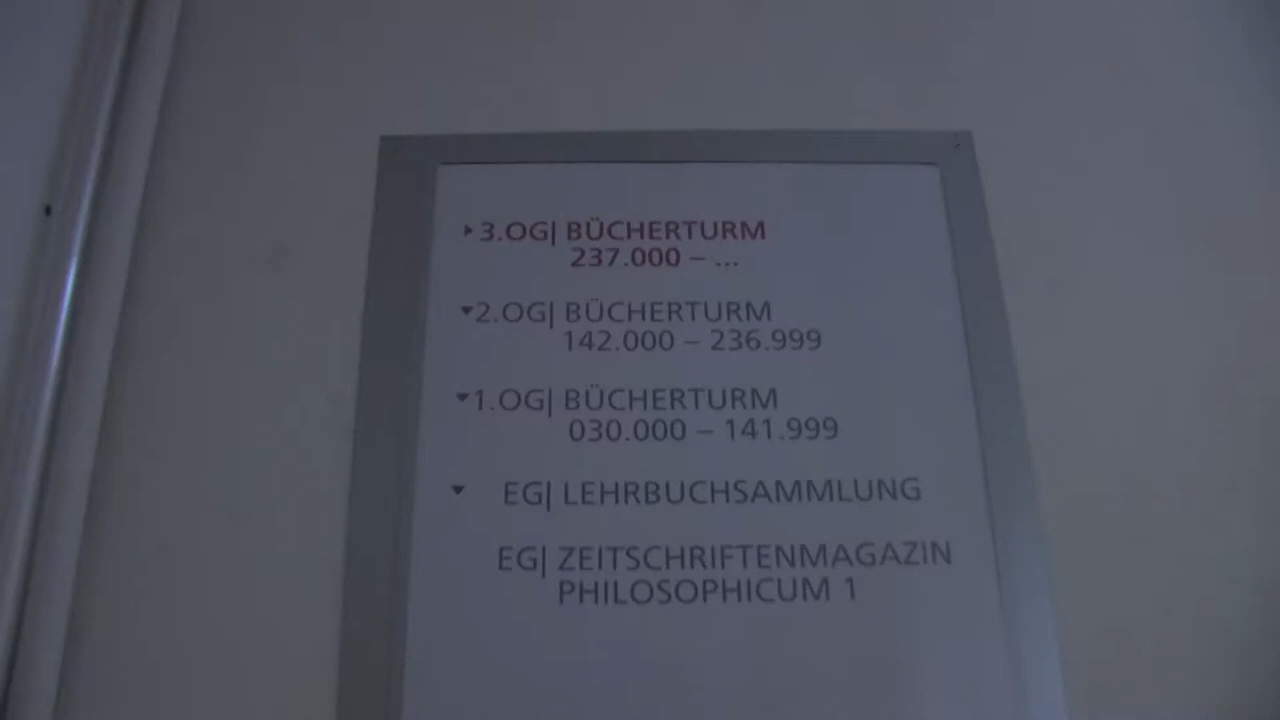 3.OG| BÜCHERTURM
237.000 – ...
2.OG| BÜCHERTURM
142.000 – 236.999
1.OG| BÜCHERTURM
030.000 – 141.999
EG| LEHRBUCHSAMMLUNG
EG| ZEITSCHRIFTENMAGAZIN
PHILOSOPHICUM 1